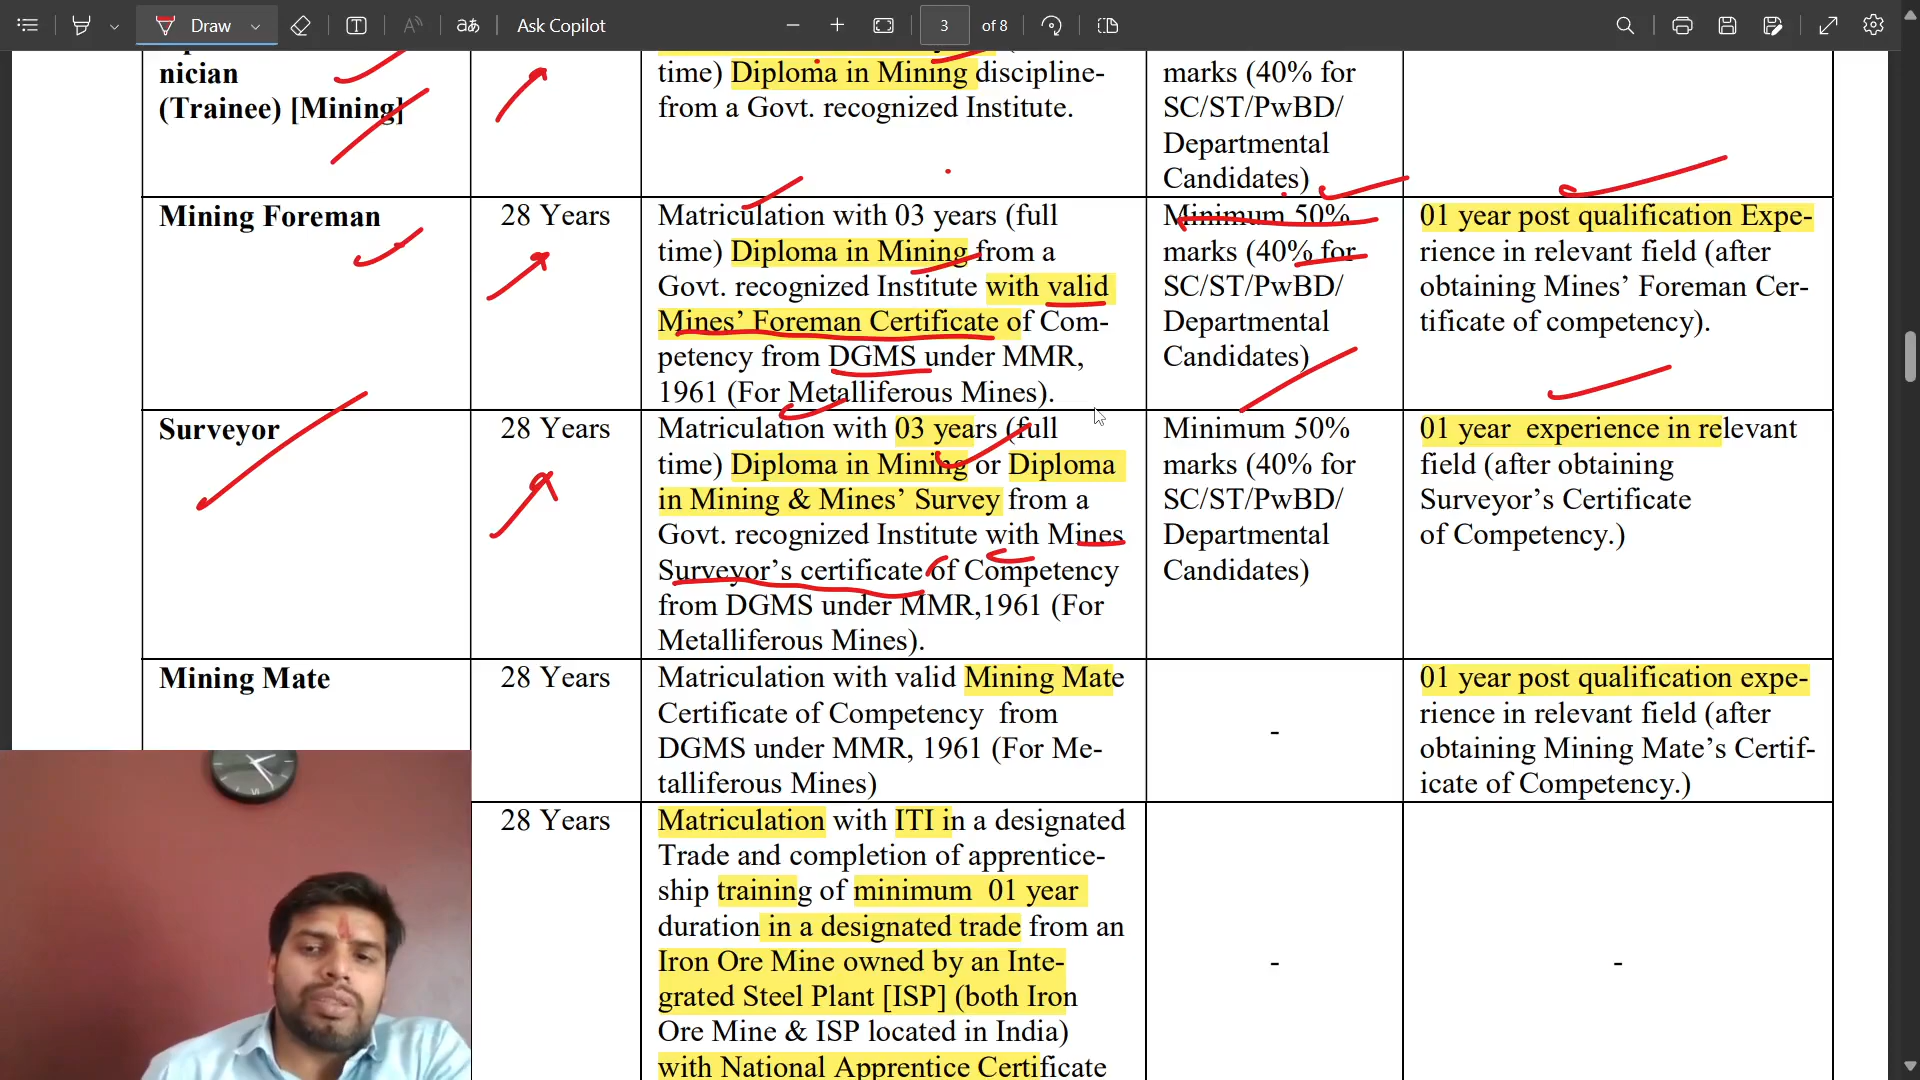 Draw
aあ
Ask Copilot
3
of 8
nician
(Trainee) [Mining]
time) Diploma in Mining discipline-
from a Govt. recognized Institute.
marks (40% for
SC/ST/PwBD/
Departmental
Candidates)
Mining Foreman
28 Years
Matriculation with 03 years (full
time) Diploma in Mining from a
Govt. recognized Institute with valid
Mines’ Foreman Certificate of Com-
petency from DGMS under MMR,
1961 (For Metalliferous Mines).
Minimum 50%
marks (40% for
SC/ST/PwBD/
Departmental
Candidates)
01 year post qualification Expe-
rience in relevant field (after
obtaining Mines’ Foreman Cer-
tificate of competency).
Surveyor
28 Years
Matriculation with 03 years (full
time) Diploma in Mining or Diploma
in Mining & Mines’ Survey from a
Govt. recognized Institute with Mines
Surveyor’s certificate of Competency
from DGMS under MMR,1961 (For
Metalliferous Mines).
Minimum 50%
marks (40% for
SC/ST/PwBD/
Departmental
Candidates)
01 year experience in relevant
field (after obtaining
Surveyor’s Certificate
of Competency.)
Mining Mate
28 Years
Matriculation with valid Mining Mate
Certificate of Competency from
DGMS under MMR, 1961 (For Me-
talliferous Mines)
-
01 year post qualification expe-
rience in relevant field (after
obtaining Mining Mate’s Certif-
icate of Competency.)
28 Years
Matriculation with ITI in a designated
Trade and completion of apprentice-
ship training of minimum 01 year
duration in a designated trade from an
Iron Ore Mine owned by an Inte-
grated Steel Plant [ISP] (both Iron
Ore Mine & ISP located in India)
with National Apprentice Certificate
-
-